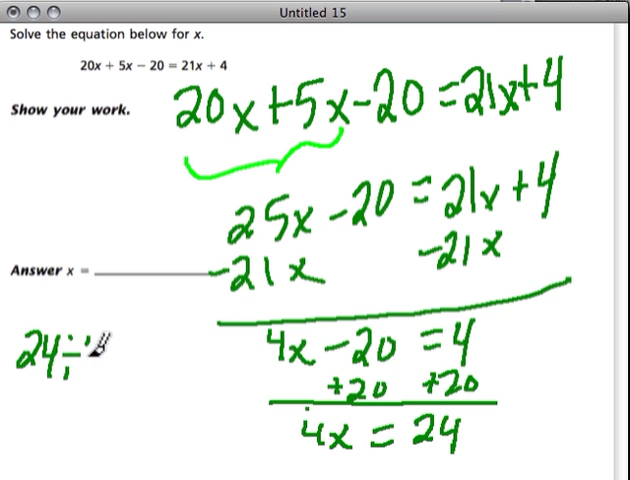 Untitled 15
Solve the equation below for x.
20x + 5x − 20 = 21x + 4
Show your work.
20x+5x-20=21x+4
25x-20=21x+4
-21x -21x
Answer x =
4x-20=4
24÷
+20 +20
4x=24